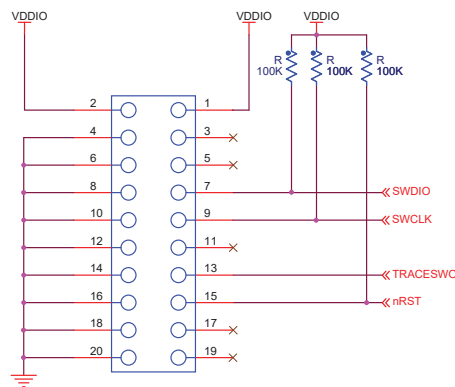 VDDIO VDDIO VDDIO
R R R
100K 100K 100K
2 1
4 3
6 5
8 7 SWDIO
10 9 SWCLK
12 11
14 13 TRACESWO
16 15 nRST
18 17
20 19